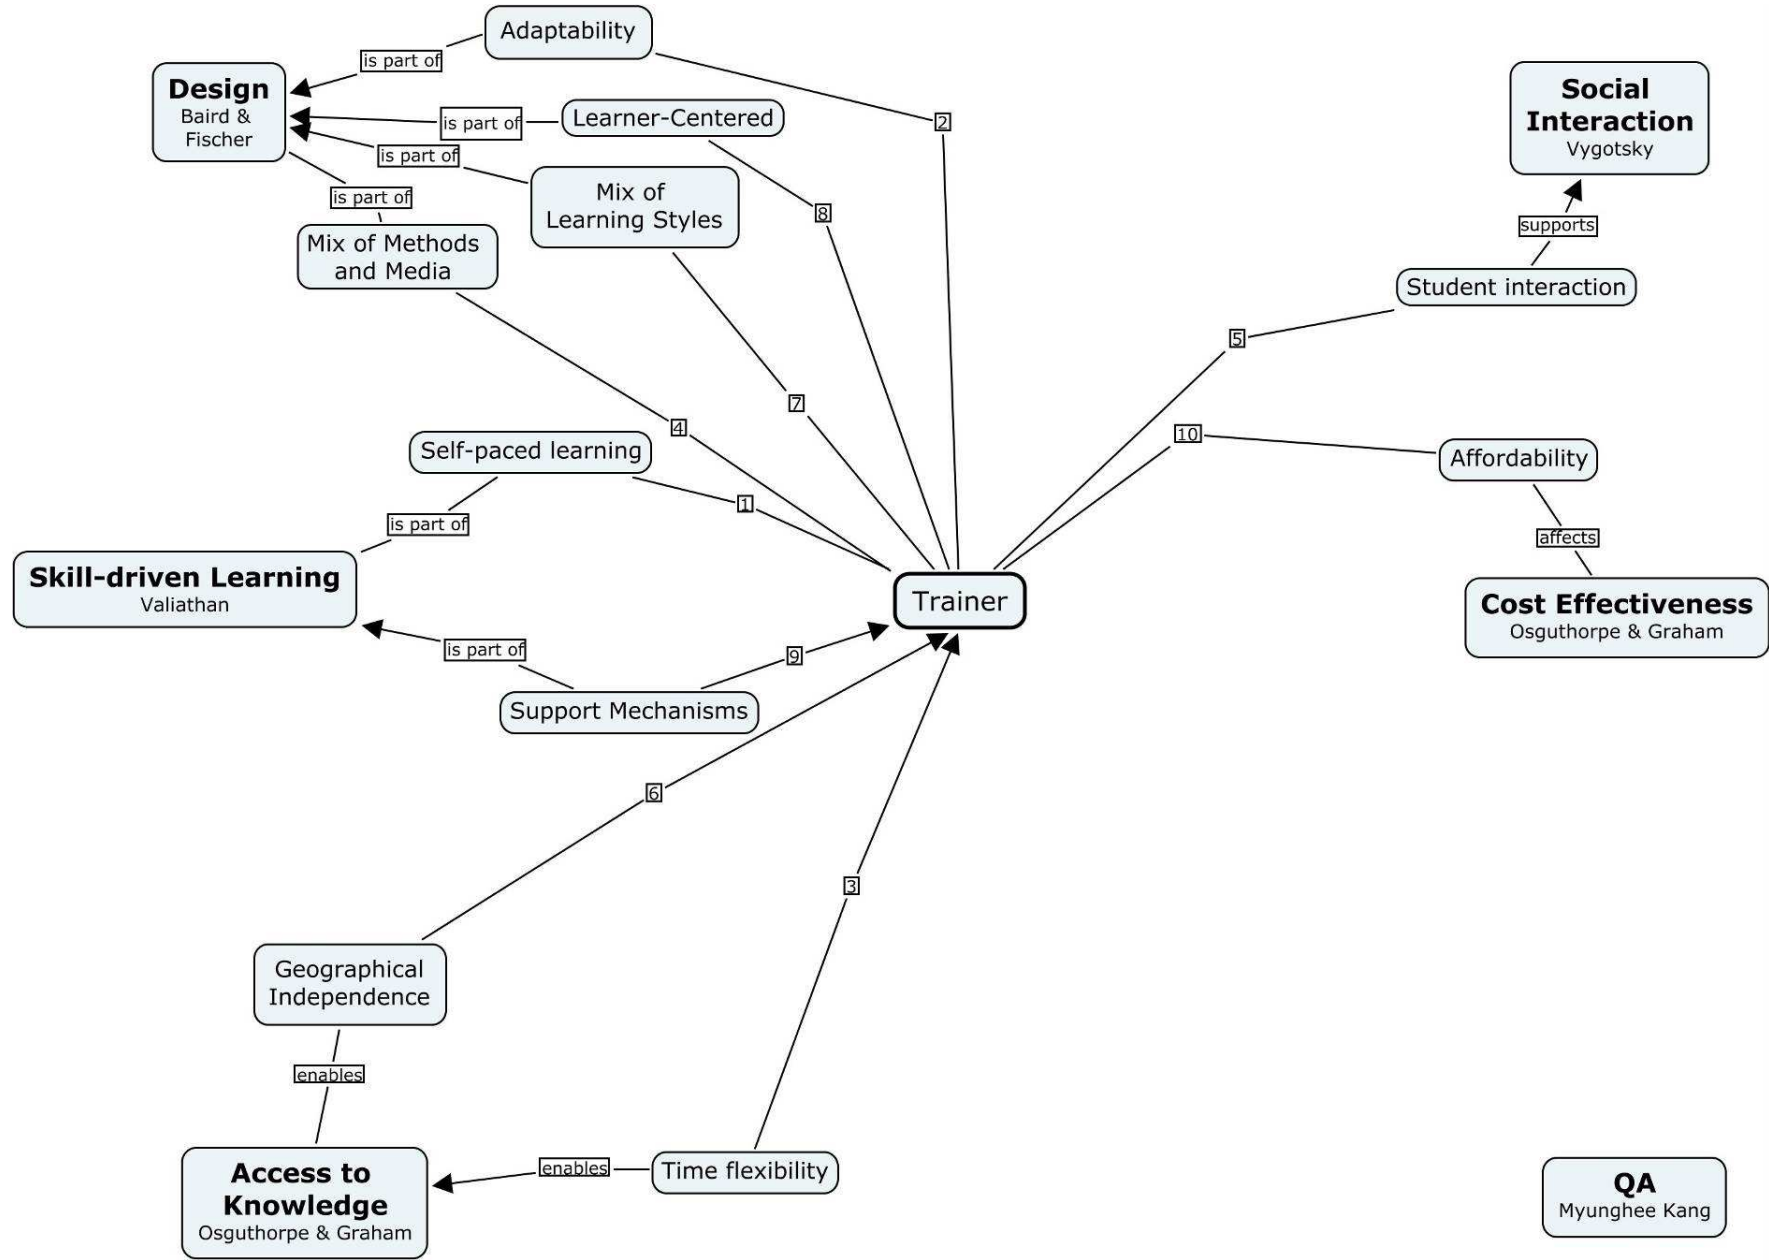 Adaptability
is part of
Design
Baird &
Fischer
is part of
Learner-Centered
2
Social
Interaction
Vygotsky
is part of
is part of
Mix of
Learning Styles
8
supports
Mix of Methods
and Media
Student interaction
5
7
4
10
Self-paced learning
Affordability
1
is part of
affects
Skill-driven Learning
Valiathan
Trainer
Cost Effectiveness
Osguthorpe & Graham
is part of
9
Support Mechanisms
6
3
Geographical
Independence
enables
Access to
Knowledge
Osguthorpe & Graham
enables
Time flexibility
QA
Myunghee Kang